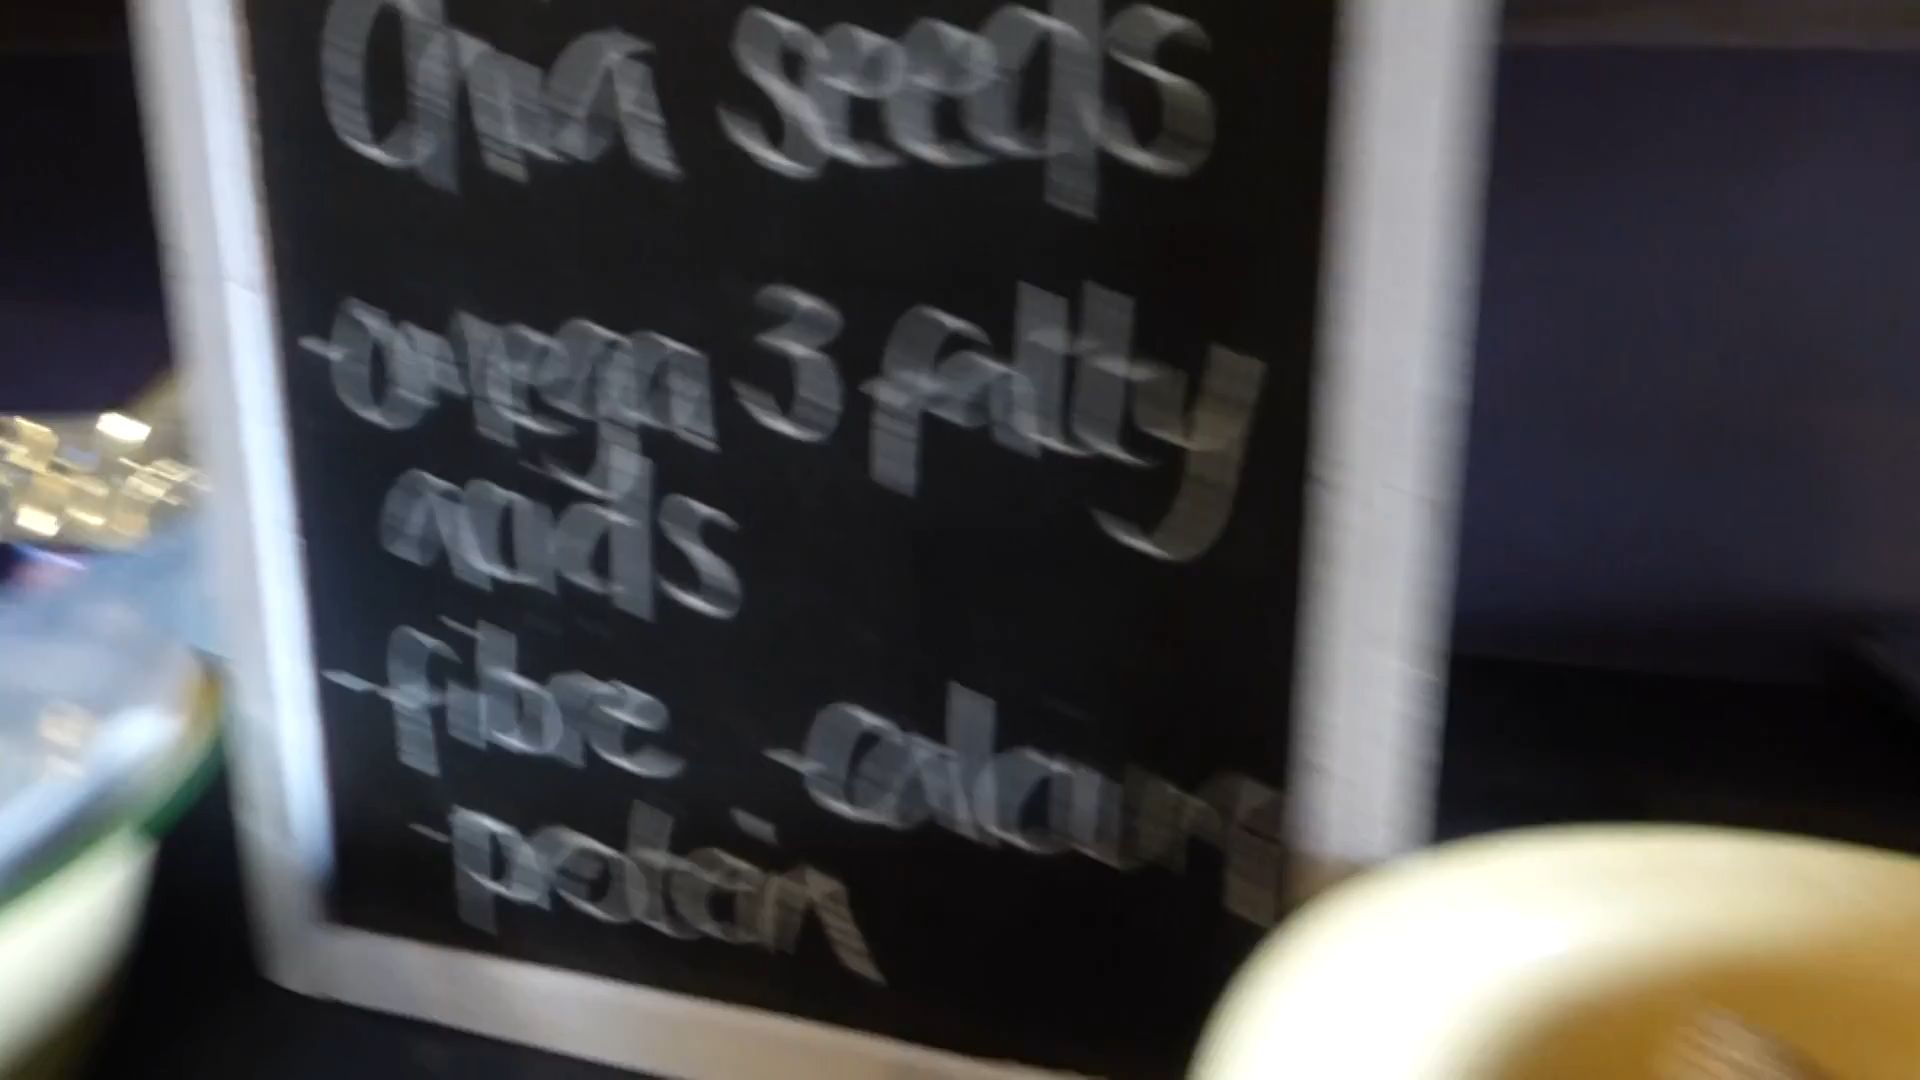 Chia seeds
-omega 3 fatty
acids
-fibre -calcium
-protein